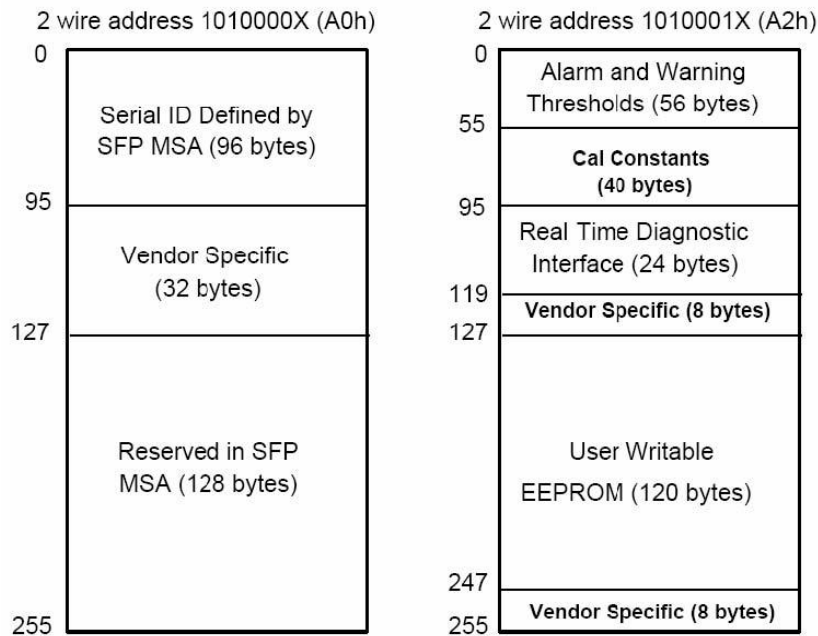 2 wire address 1010000X (A0h)
0
Serial ID Defined by
SFP MSA (96 bytes)
95
Vendor Specific
(32 bytes)
127
Reserved in SFP
MSA (128 bytes)
255
2 wire address 1010001X (A2h)
0
Alarm and Warning
Thresholds (56 bytes)
55
Cal Constants
(40 bytes)
95
Real Time Diagnostic
Interface (24 bytes)
119
Vendor Specific (8 bytes)
127
User Writable
EEPROM (120 bytes)
247
Vendor Specific (8 bytes)
255